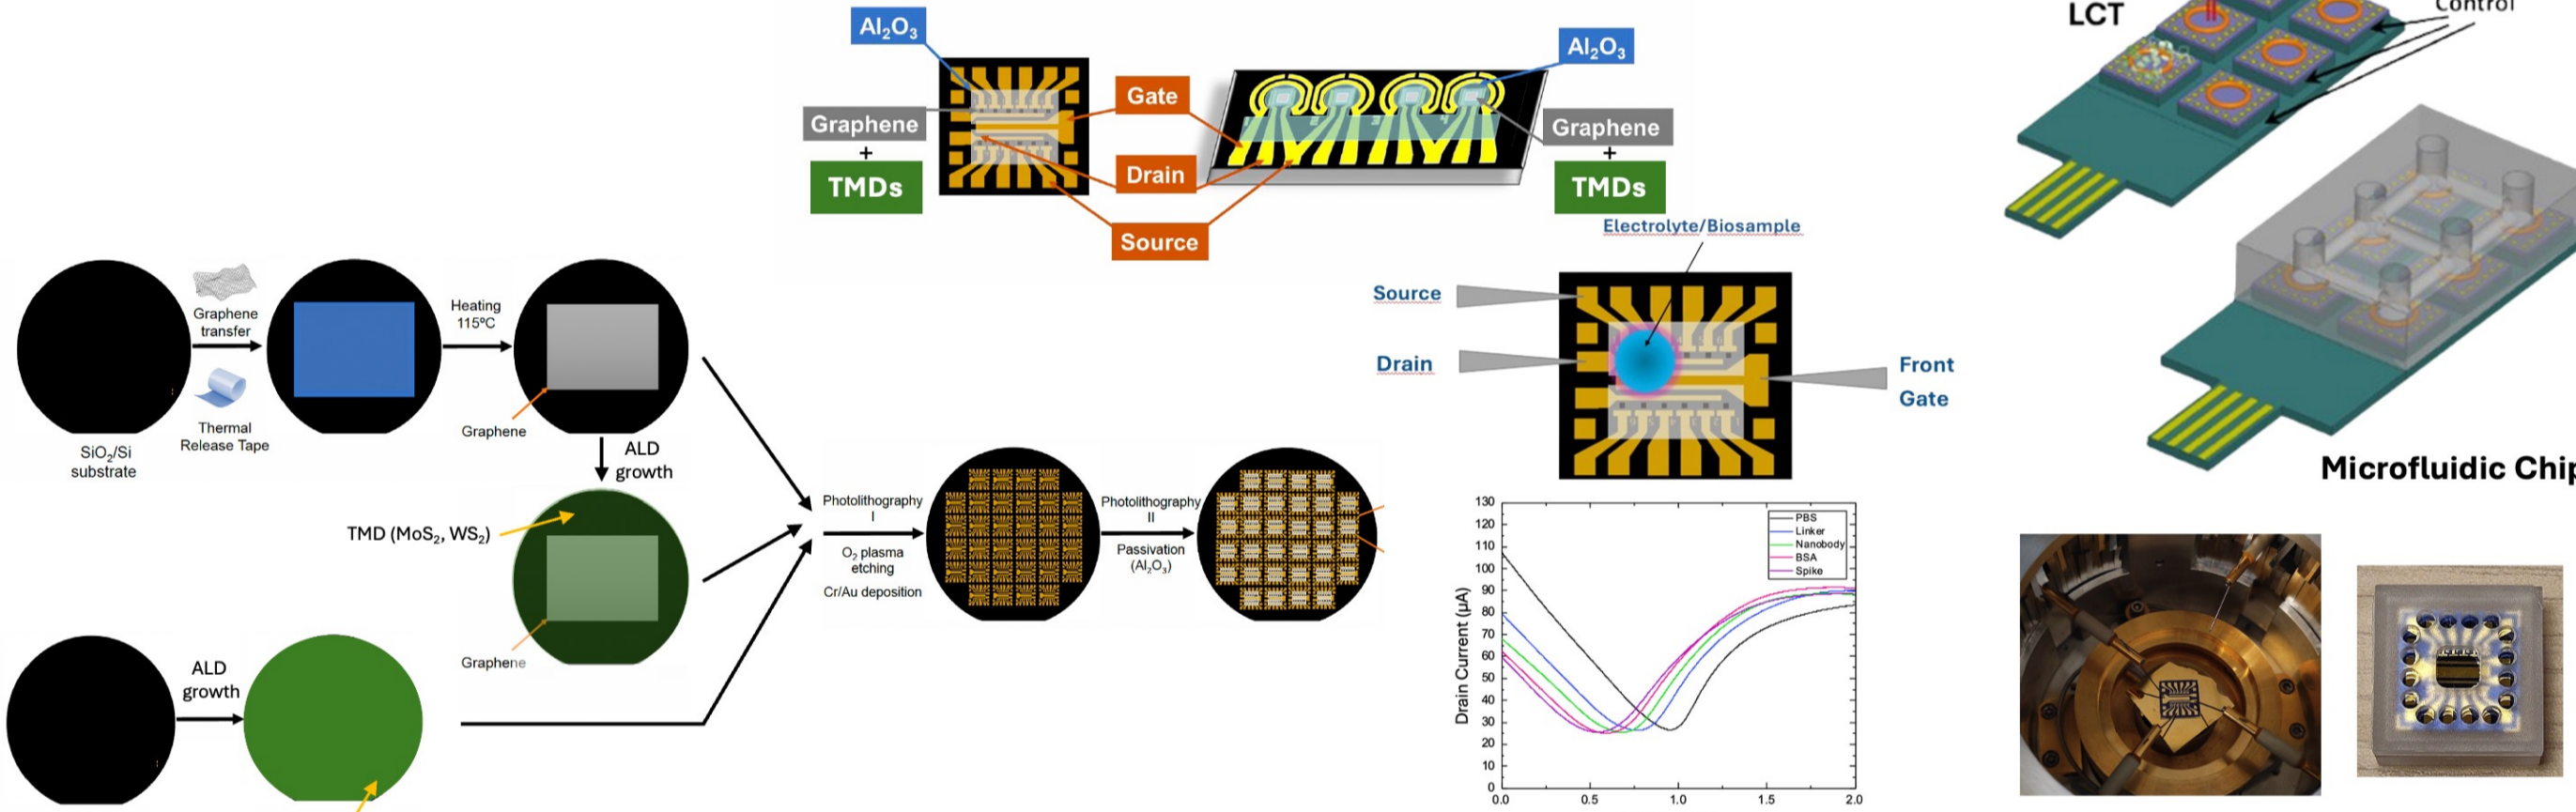 Al₂O₃
Graphene
+
TMDs
Gate
Drain
Source
Al₂O₃
Graphene
+
TMDs
LCT
Control
Electrolyte/Biosample
Source
Drain
Front
Gate
Microfluidic Chip
Graphene
transfer
Thermal
Release Tape
SiO₂/Si
substrate
Heating
115ºC
Graphene
ALD
growth
TMD (MoS₂, WS₂)
Graphene
ALD
growth
Photolithography
I
O₂ plasma
etching
Cr/Au deposition
Photolithography
II
Passivation
(Al₂O₃)
Drain Current (µA)
130
120
110
100
90
80
70
60
50
40
30
20
10
0
0.0
0.5
1.0
1.5
2.0
PBS
Linker
Nanobody
BSA
Spike